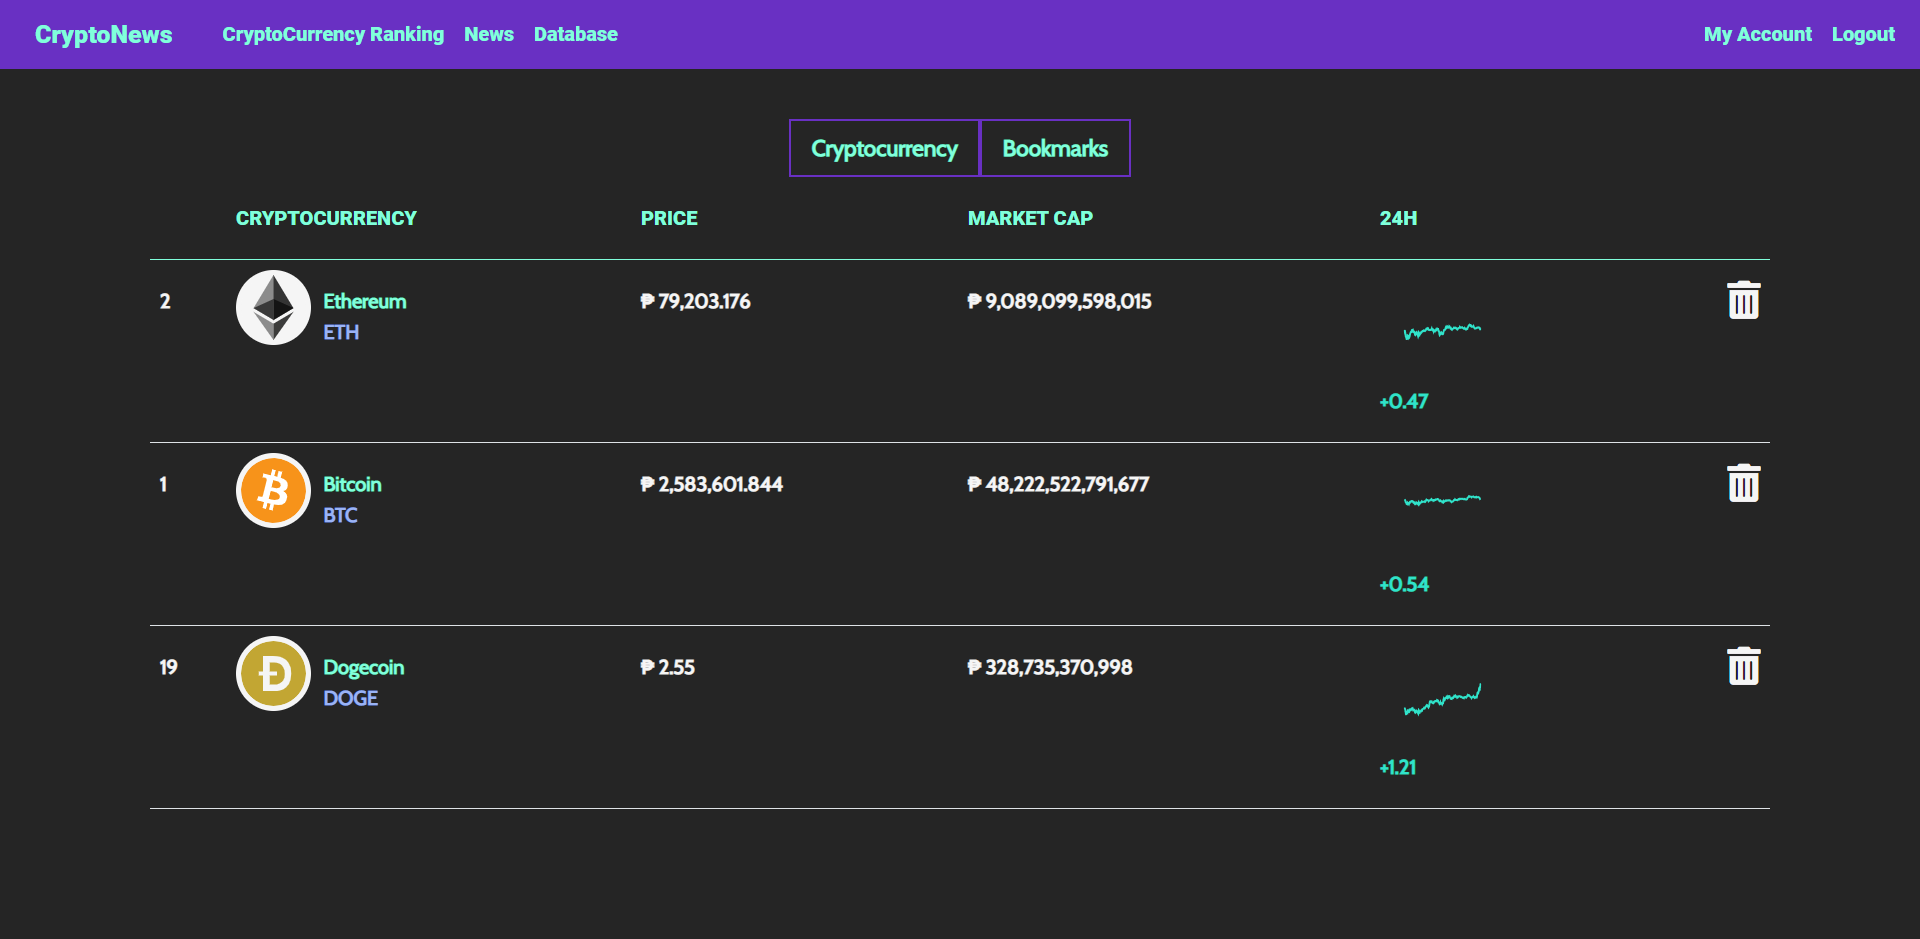 CryptoNews CryptoCurrency Ranking News Database My Account Logout
Cryptocurrency Bookmarks
CRYPTOCURRENCY PRICE MARKET CAP 24H
2 Ethereum ₱ 79,203.176 ₱ 9,089,099,598,015
ETH
+0.47
1 Bitcoin ₱ 2,583,601.844 ₱ 48,222,522,791,677
BTC
+0.54
19 Dogecoin ₱ 2.55 ₱ 328,735,370,998
DOGE
+1.21